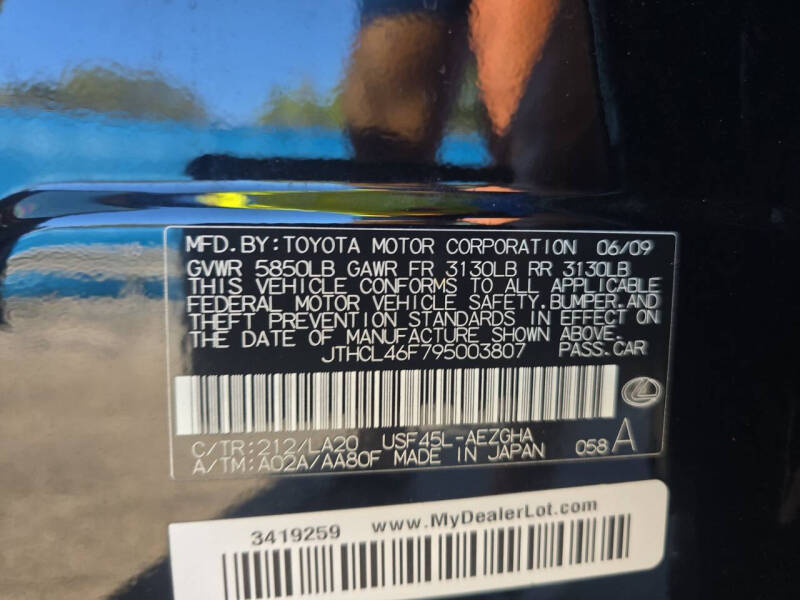 MFD.BY:TOYOTA MOTOR CORPORATION 06/09
GVWR 5850LB GAWR FR 3130LB RR 3130LB
THIS VEHICLE CONFORMS TO ALL APPLICABLE
FEDERAL MOTOR VEHICLE SAFETY.BUMPER.AND
THEFT PREVENTION STANDARDS IN EFFECT ON
THE DATE OF MANUFACTURE SHOWN ABOVE.
JTHCL46F795003807 PASS.CAR
C/TR:212/LA20 USF45L-AEZGHA
A/TM:A02A/AA80F MADE IN JAPAN 058 A
3419259 www.MyDealerLot.com